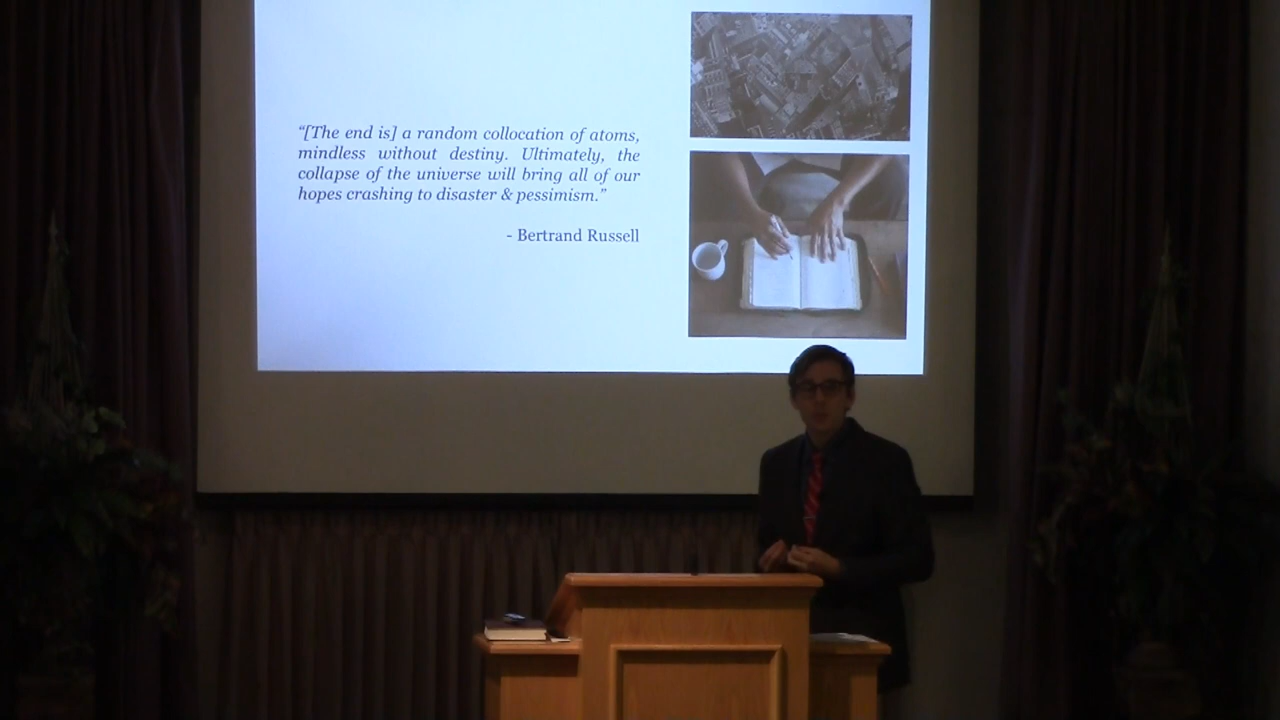 “[The end is] a random collocation of atoms,
mindless without destiny. Ultimately, the
collapse of the universe will bring all of our
hopes crashing to disaster & pessimism.”
- Bertrand Russell